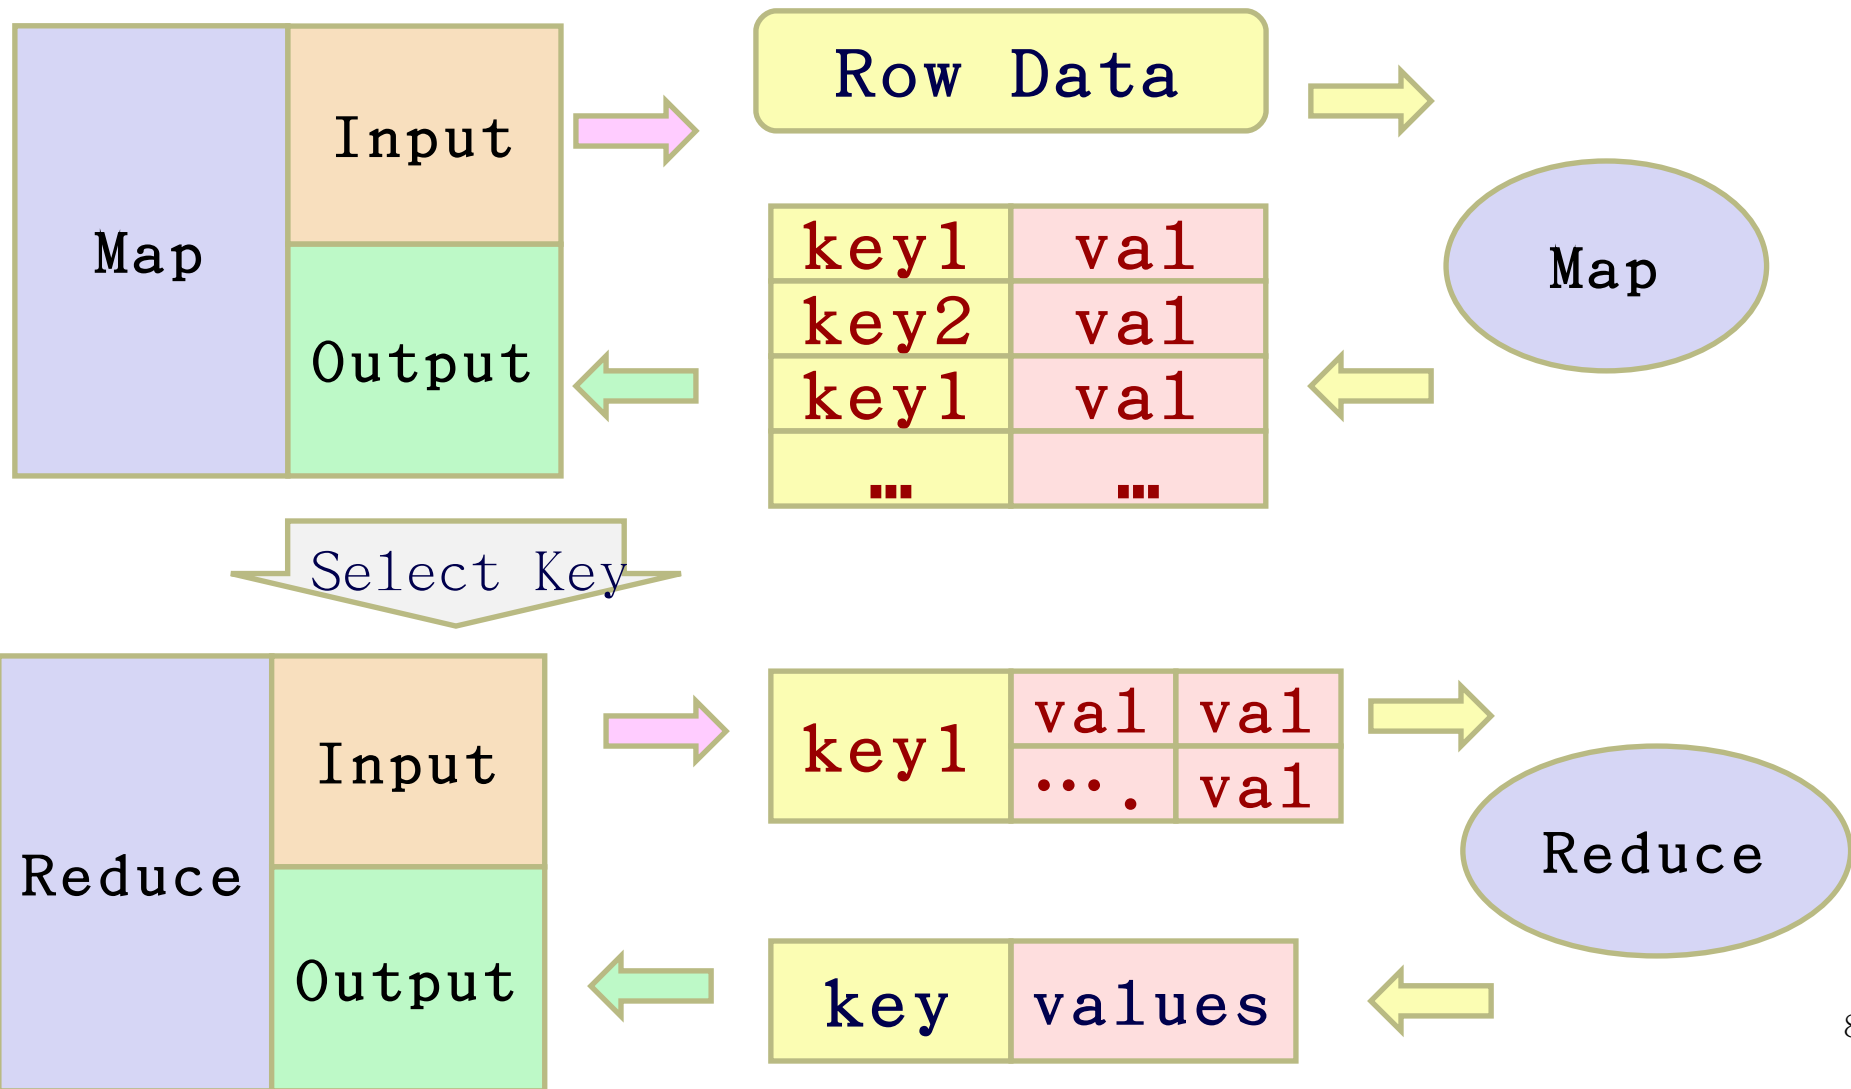 Map
Input
Output
Row Data
key1 val
key2 val
key1 val
… …
Map
Select Key
Reduce
Input
Output
key1
val val
…. val
key values
Reduce
8